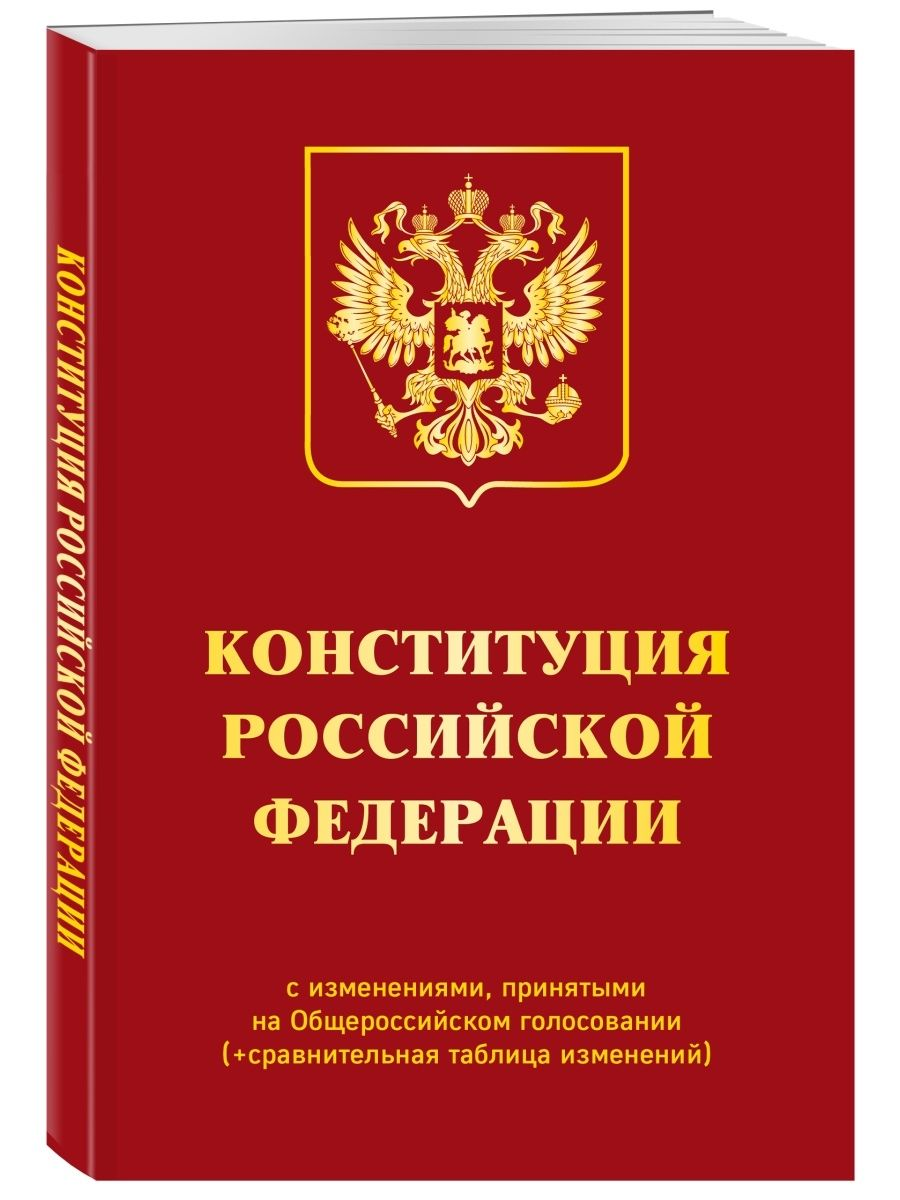 КОНСТИТУЦИЯ РОССИЙСКОЙ ФЕДЕРАЦИИ
КОНСТИТУЦИЯ
РОССИЙСКОЙ
ФЕДЕРАЦИИ
с изменениями, принятыми
на Общероссийском голосовании
(+сравнительная таблица изменений)